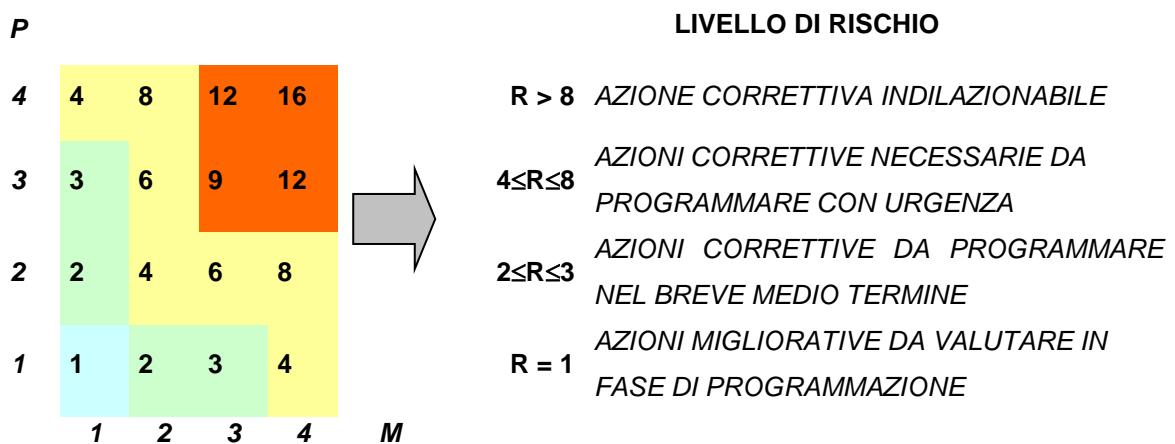 P
LIVELLO DI RISCHIO
4 4 8 12 16
R > 8 AZIONE CORRETTIVA INDILAZIONABILE
3 3 6 9 12
4≤R≤8 AZIONI CORRETTIVE NECESSARIE DA
PROGRAMMARE CON URGENZA
2 2 4 6 8
2≤R≤3 AZIONI CORRETTIVE DA PROGRAMMARE
NEL BREVE MEDIO TERMINE
1 1 2 3 4
R = 1 AZIONI MIGLIORATIVE DA VALUTARE IN
FASE DI PROGRAMMAZIONE
1 2 3 4 M